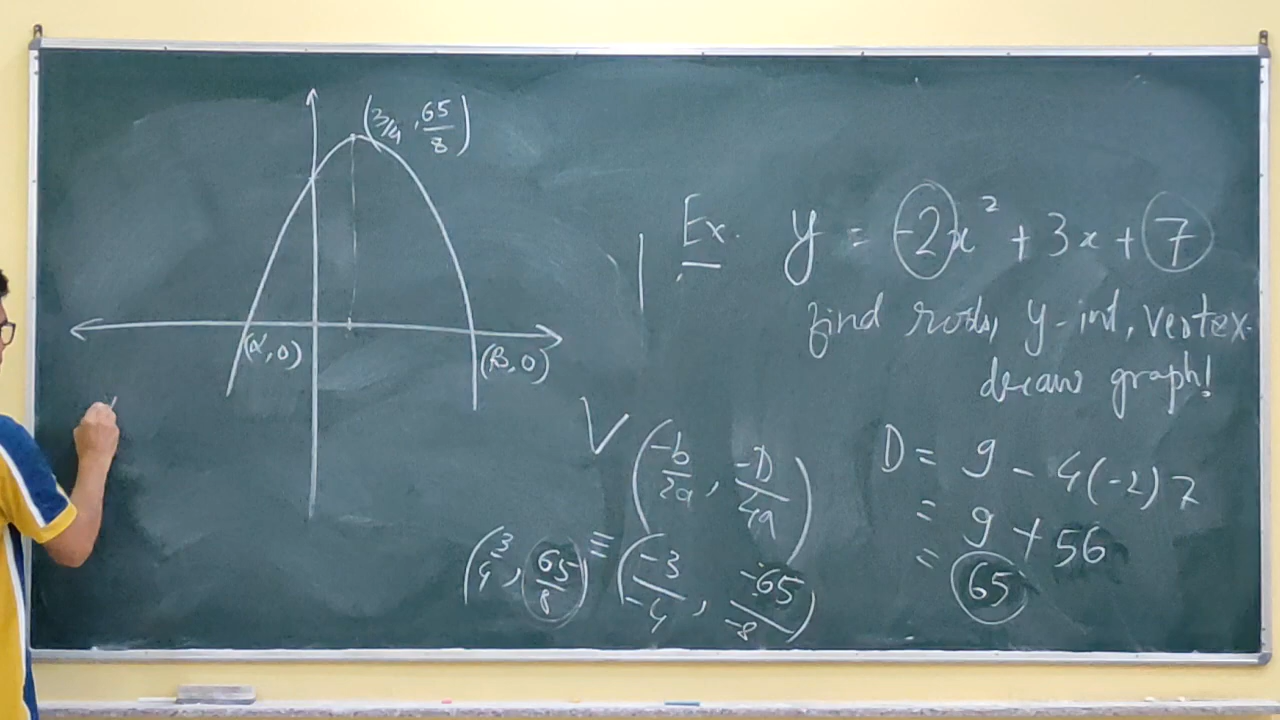 (3/4, 65/8)
(α, 0)
(β, 0)
Ex. y = -2x² + 3x + 7
find roots, y-int, vertex.
draw graph!
V (-b/2a, -D/4a)
(3/4, 65/8) ≡ (-3/-4, -65/-8)
D = 9 - 4(-2)7
= 9 + 56
= 65